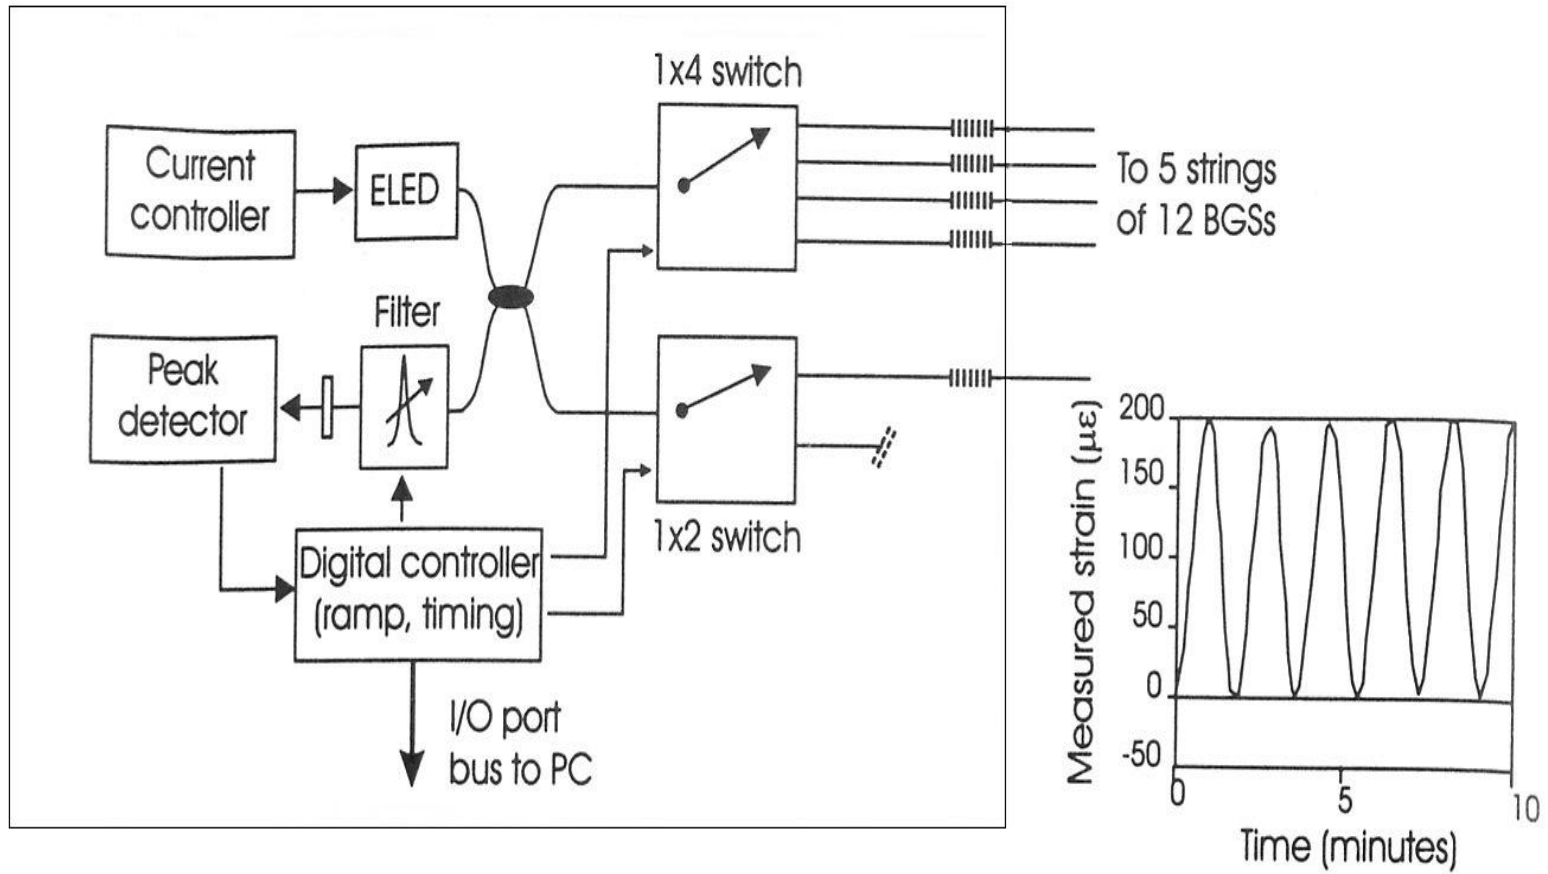 1x4 switch
Current
controller
ELED
To 5 strings
of 12 BGSs
Filter
Peak
detector
1x2 switch
Digital controller
(ramp, timing)
I/O port
bus to PC
Measured strain (με)
200
150
100
50
0
-50
0
5
10
Time (minutes)